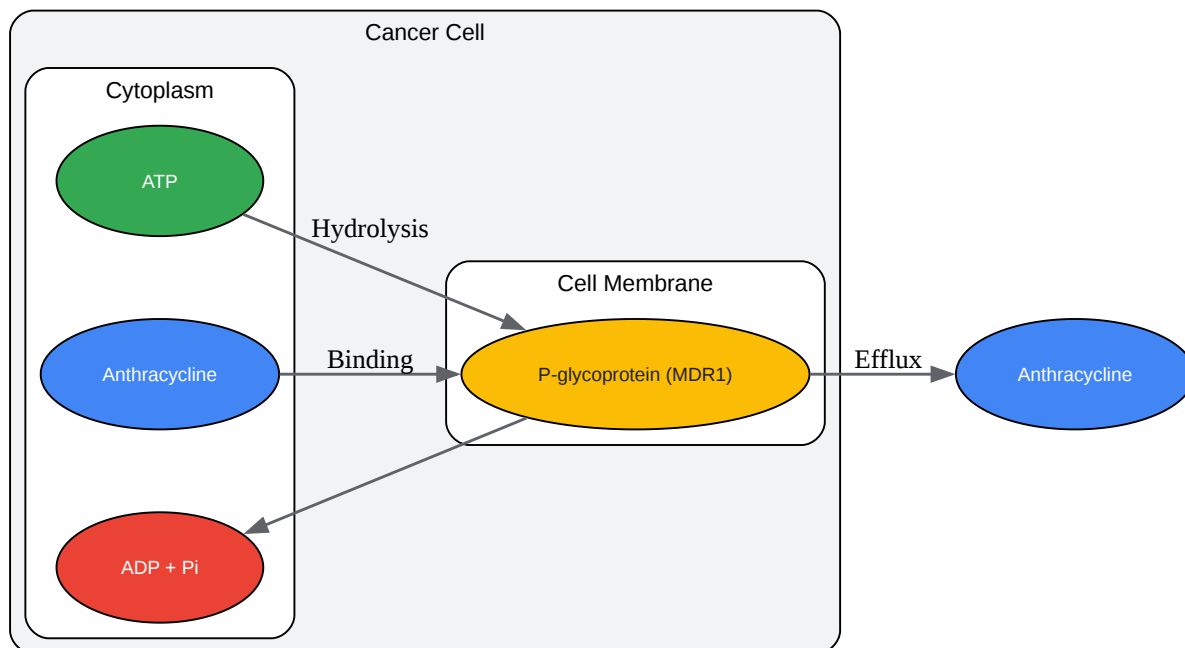 Cancer Cell
Cytoplasm
ATP
Hydrolysis
Cell Membrane
Anthracycline
Binding
P-glycoprotein (MDR1)
Efflux
Anthracycline
ADP + Pi